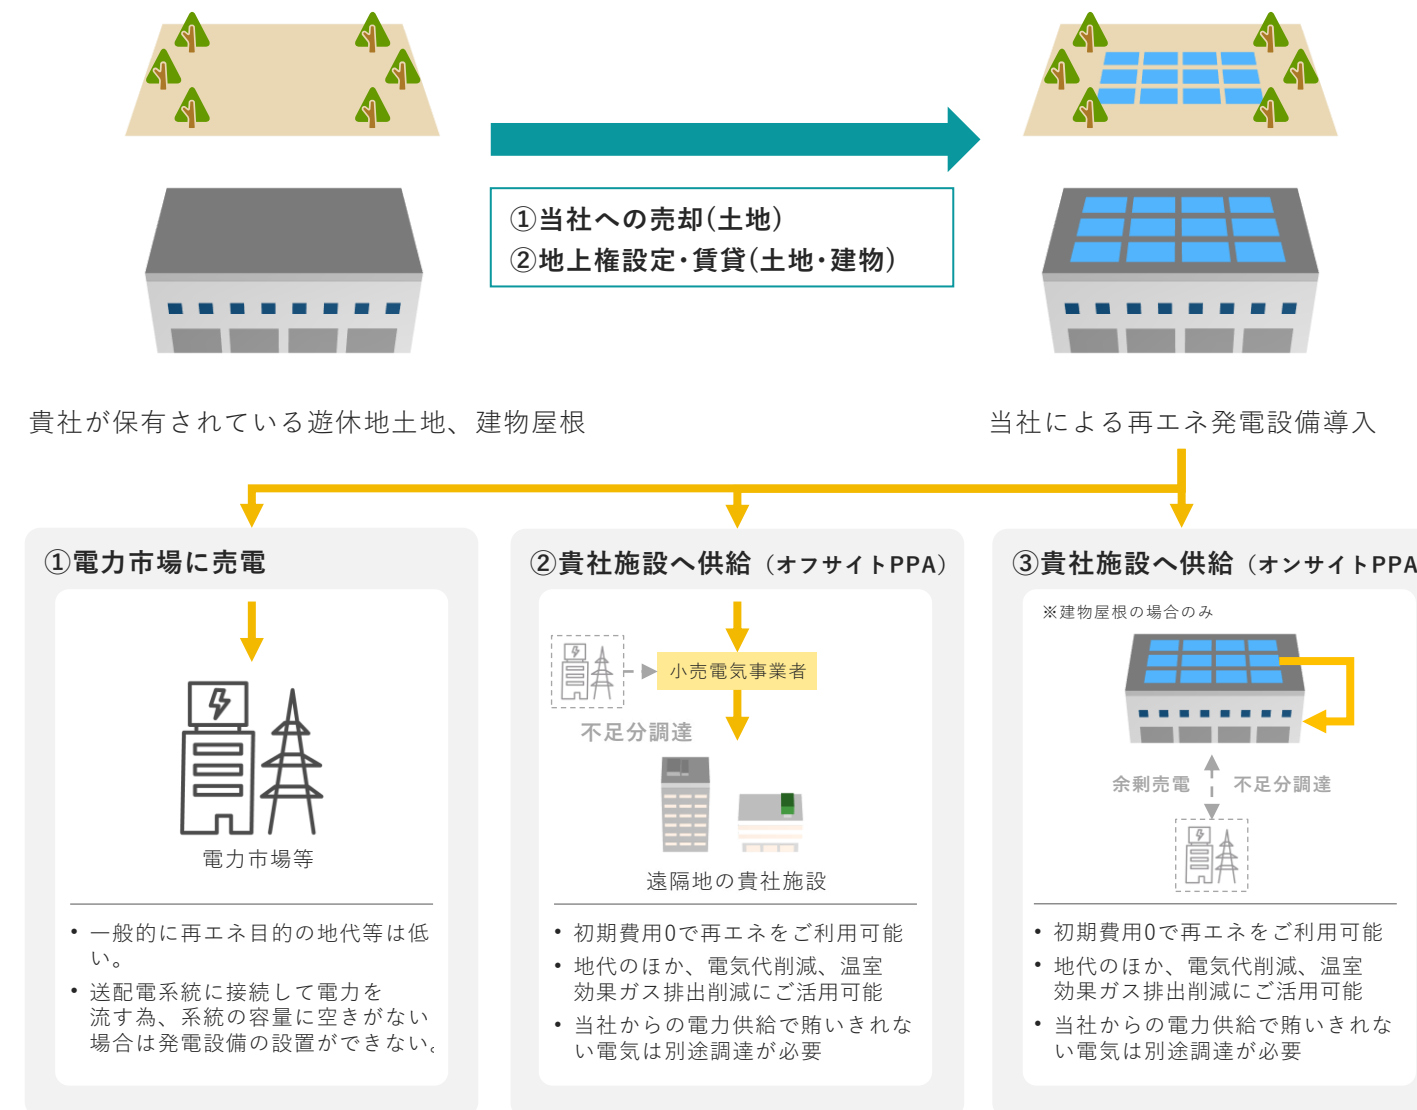 ①当社への売却(土地)
②地上権設定･賃貸(土地･建物)
貴社が保有されている遊休地土地、建物屋根
当社による再エネ発電設備導入
①電力市場に売電
電力市場等
• 一般的に再エネ目的の地代等は低
い。
• 送配電系統に接続して電力を
流す為、系統の容量に空きがない
場合は発電設備の設置ができない。
②貴社施設へ供給（オフサイトPPA）
小売電気事業者
不足分調達
遠隔地の貴社施設
• 初期費用0で再エネをご利用可能
• 地代のほか、電気代削減、温室
効果ガス排出削減にご活用可能
• 当社からの電力供給で賄いきれな
い電気は別途調達が必要
③貴社施設へ供給（オンサイトPPA
※建物屋根の場合のみ
余剰売電 不足分調達
• 初期費用0で再エネをご利用可能
• 地代のほか、電気代削減、温室
効果ガス排出削減にご活用可能
• 当社からの電力供給で賄いきれな
い電気は別途調達が必要